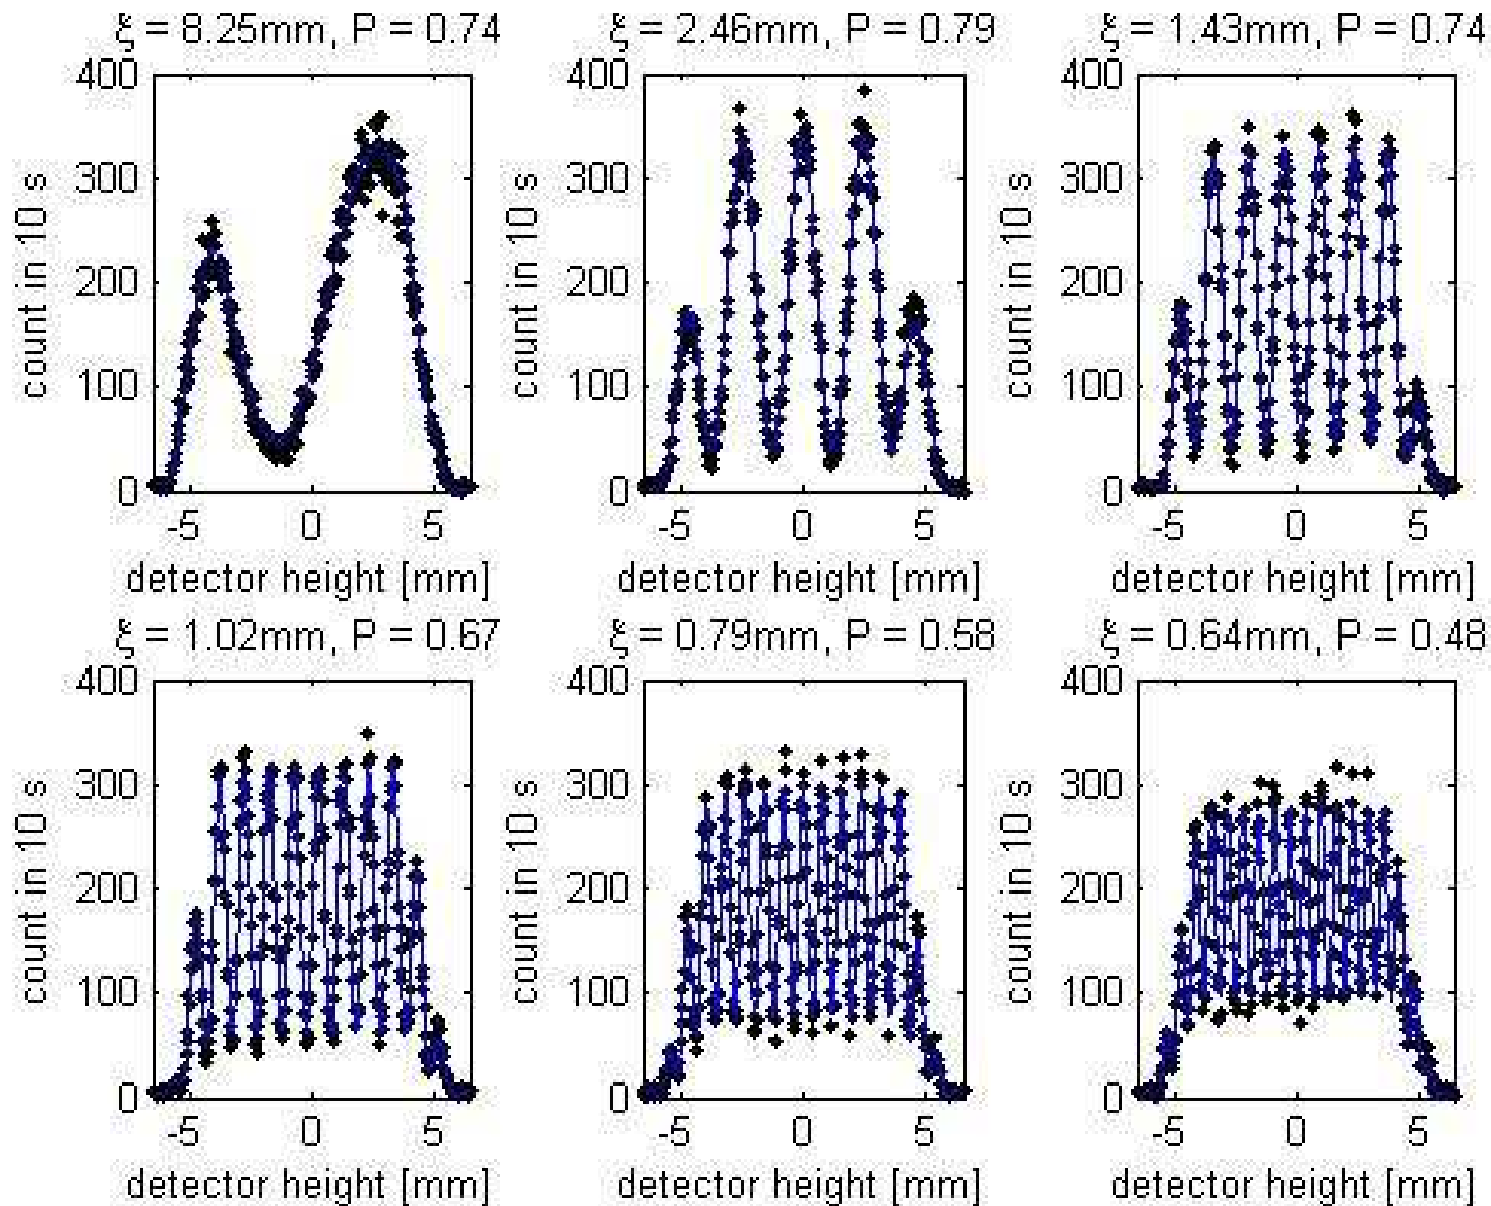 ξ = 8.25mm, P = 0.74
400
300
200
100
0
count in 10 s
-5 0 5
detector height [mm]
ξ = 2.46mm, P = 0.79
400
300
200
100
0
count in 10 s
-5 0 5
detector height [mm]
ξ = 1.43mm, P = 0.74
400
300
200
100
0
count in 10 s
-5 0 5
detector height [mm]
ξ = 1.02mm, P = 0.67
400
300
200
100
0
count in 10 s
-5 0 5
detector height [mm]
ξ = 0.79mm, P = 0.58
400
300
200
100
0
count in 10 s
-5 0 5
detector height [mm]
ξ = 0.64mm, P = 0.48
400
300
200
100
0
count in 10 s
-5 0 5
detector height [mm]